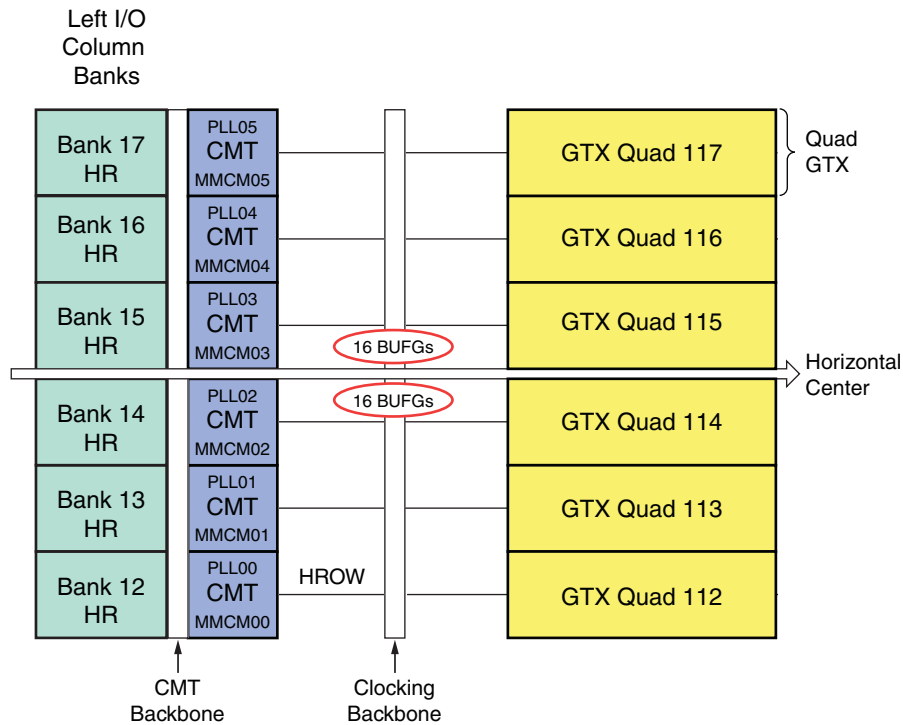 Left I/O
Column
Banks
Bank 17
HR
PLL05
CMT
MMCM05
GTX Quad 117
Quad
GTX
Bank 16
HR
PLL04
CMT
MMCM04
GTX Quad 116
Bank 15
HR
PLL03
CMT
MMCM03
16 BUFGs
GTX Quad 115
Horizontal
Center
Bank 14
HR
PLL02
CMT
MMCM02
16 BUFGs
GTX Quad 114
Bank 13
HR
PLL01
CMT
MMCM01
GTX Quad 113
Bank 12
HR
PLL00
CMT
MMCM00
HROW
GTX Quad 112
CMT
Backbone
Clocking
Backbone